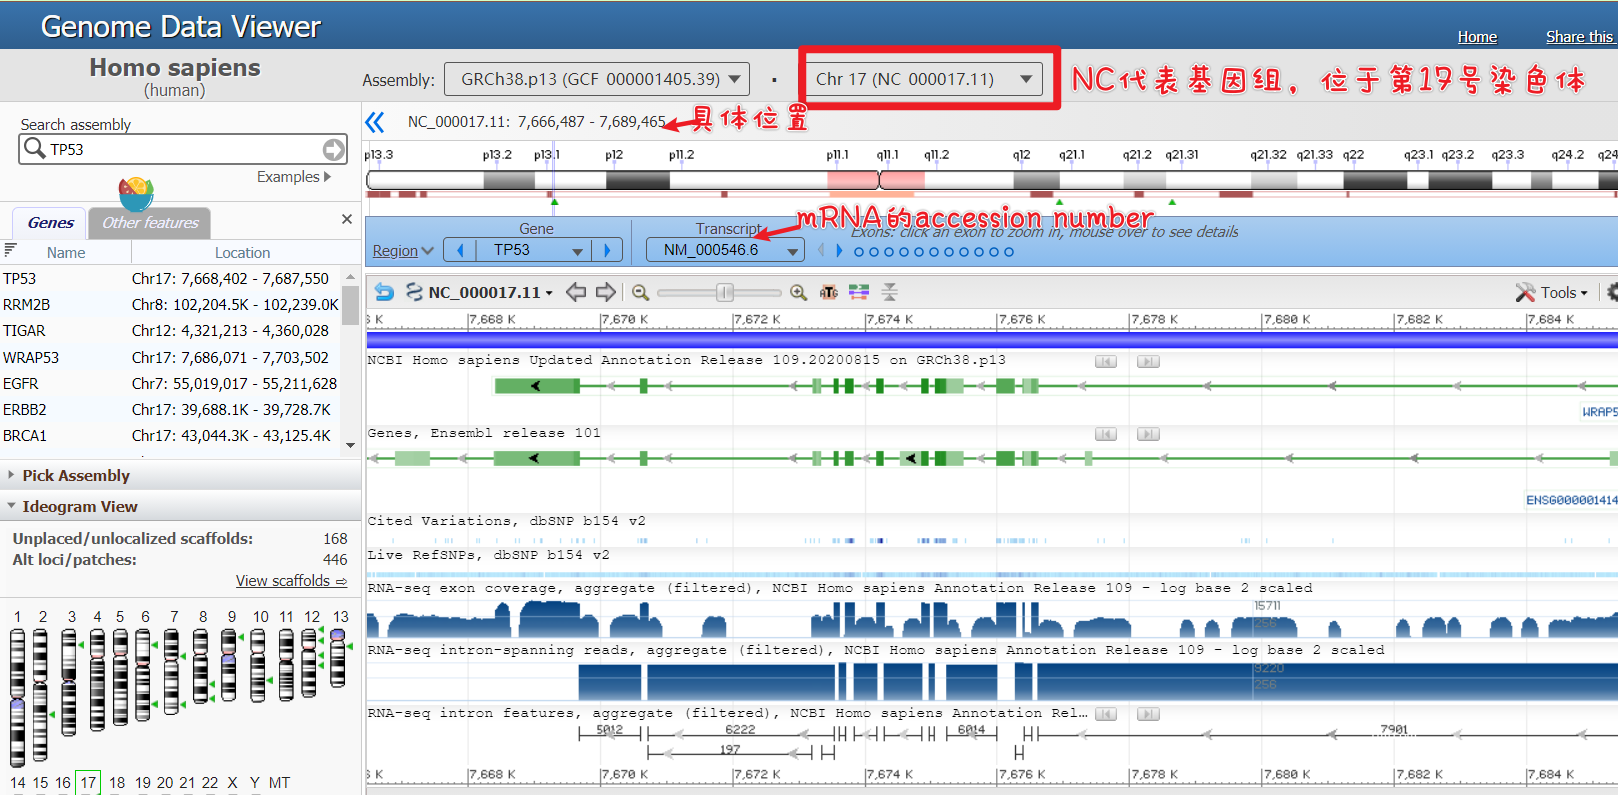 Genome Data Viewer
Home
Share this
Homo sapiens
(human)
Assembly:
GRCh38.p13 (GCF_000001405.39)
Chr 17 (NC_000017.11)
NC代表基因组，位于第17号染色体
NC_000017.11: 7,666,487 - 7,689,465
具体位置
Search assembly
TP53
Examples
p13.3 p13.2 p13.1 p12 p11.2 p11.1 q11.1 q11.2 q12 q21.1 q21.2 q21.31 q21.32 q21.33 q22 q23.1 q23.2 q23.3 q24.2 q24
Genes
Other features
mRNA的accession number
Region
Gene
TP53
Transcript
NM_000546.6
Exons: click an exon to zoom in, mouse over to see details
Name Location
TP53 Chr17: 7,668,402 - 7,687,550
RRM2B Chr8: 102,204.5K - 102,239.0K
TIGAR Chr12: 4,321,213 - 4,360,028
WRAP53 Chr17: 7,686,071 - 7,703,502
EGFR Chr7: 55,019,017 - 55,211,628
ERBB2 Chr17: 39,688.1K - 39,728.7K
BRCA1 Chr17: 43,044.3K - 43,125.4K
Pick Assembly
Ideogram View
Unplaced/unlocalized scaffolds: 168
Alt loci/patches: 446
View scaffolds ⇨
1 2 3 4 5 6 7 8 9 10 11 12 13
14 15 16 17 18 19 20 21 22 X Y MT
NC_000017.11
ATG
Tools
K 7,668 K 7,670 K 7,672 K 7,674 K 7,676 K 7,678 K 7,680 K 7,682 K 7,684 K
NCBI Homo sapiens Updated Annotation Release 109.20200815 on GRCh38.p13
WRAP5
Genes, Ensembl release 101
ENSG000001414
Cited Variations, dbSNP b154 v2
Live RefSNPs, dbSNP b154 v2
RNA-seq exon coverage, aggregate (filtered), NCBI Homo sapiens Annotation Release 109 - log base 2 scaled
15711
256
RNA-seq intron-spanning reads, aggregate (filtered), NCBI Homo sapiens Annotation Release 109 - log base 2 scaled
9220
256
RNA-seq intron features, aggregate (filtered), NCBI Homo sapiens Annotation Rel...
5012 6222 6014 7901
197
K 7,668 K 7,670 K 7,672 K 7,674 K 7,676 K 7,678 K 7,680 K 7,682 K 7,684 K